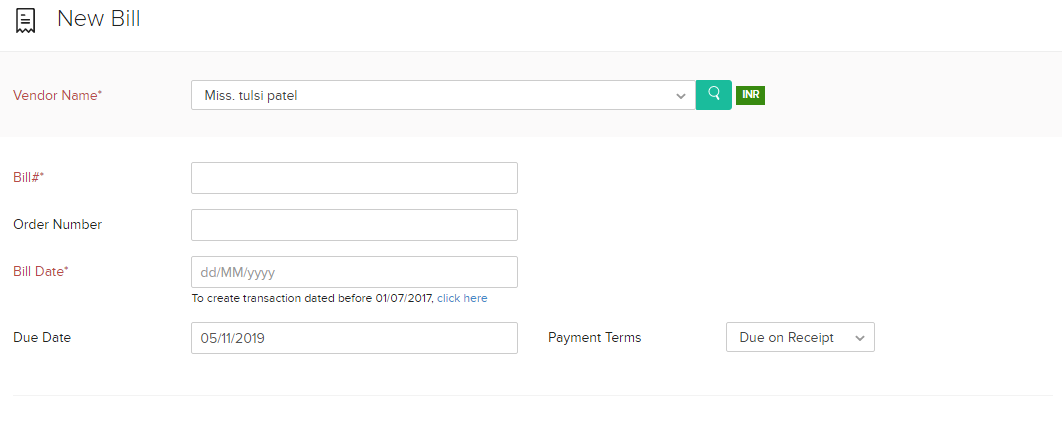 New Bill
Vendor Name* Miss. tulsi patel INR
Bill#*
Order Number
Bill Date* dd/MM/yyyy
To create transaction dated before 01/07/2017, click here
Due Date 05/11/2019 Payment Terms Due on Receipt